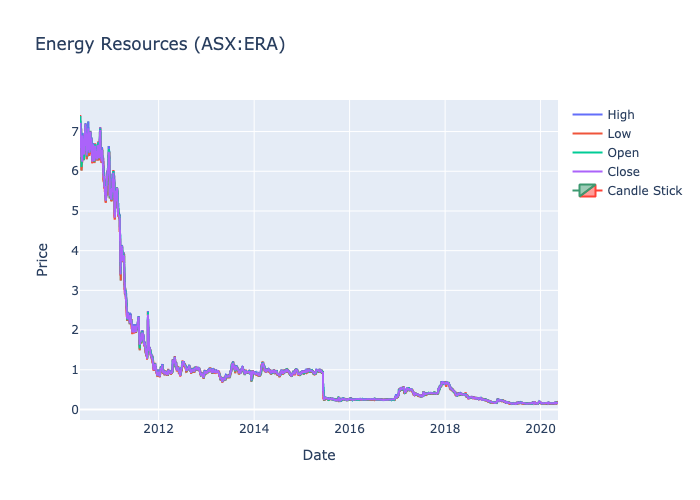 Energy Resources (ASX:ERA)
7
6
5
4
3
2
1
0
Price
2012
2014
2016
2018
2020
Date
High
Low
Open
Close
Candle Stick